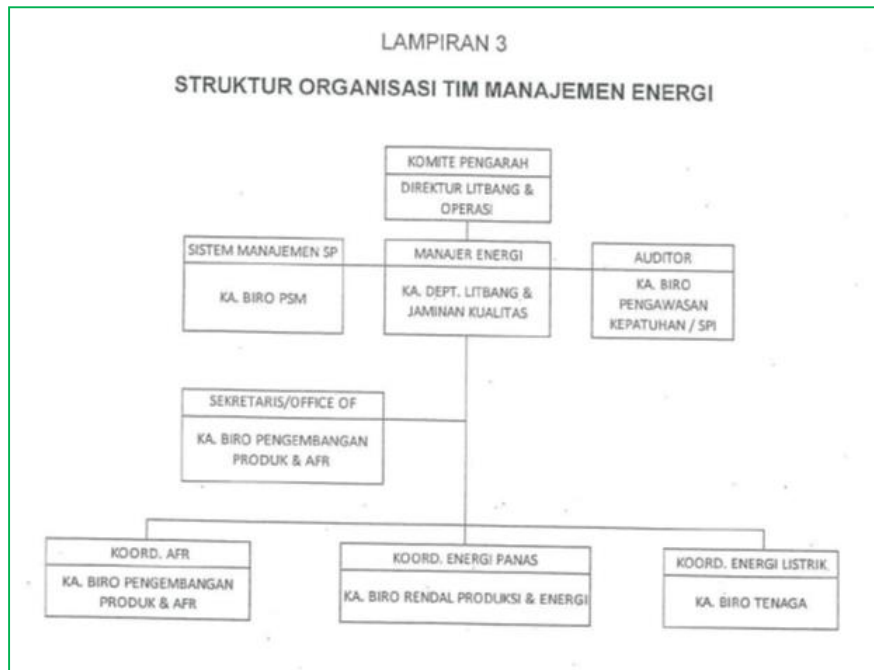 LAMPIRAN 3
STRUKTUR ORGANISASI TIM MANAJEMEN ENERGI
KOMITE PENGARAH
DIREKTUR LITBANG &
OPERASI
SISTEM MANAJEMEN SP
KA. BIRO PSM
MANAJER ENERGI
KA. DEPT. LITBANG &
JAMINAN KUALITAS
AUDITOR
KA. BIRO
PENGAWASAN
KEPATUHAN / SPI
SEKRETARIS/OFFICE OF
KA. BIRO PENGEMBANGAN
PRODUK & AFR
KOORD. AFR
KA. BIRO PENGEMBANGAN
PRODUK & AFR
KOORD. ENERGI PANAS
KA. BIRO RENDAL PRODUKSI & ENERGI
KOORD. ENERGI LISTRIK
KA. BIRO TENAGA